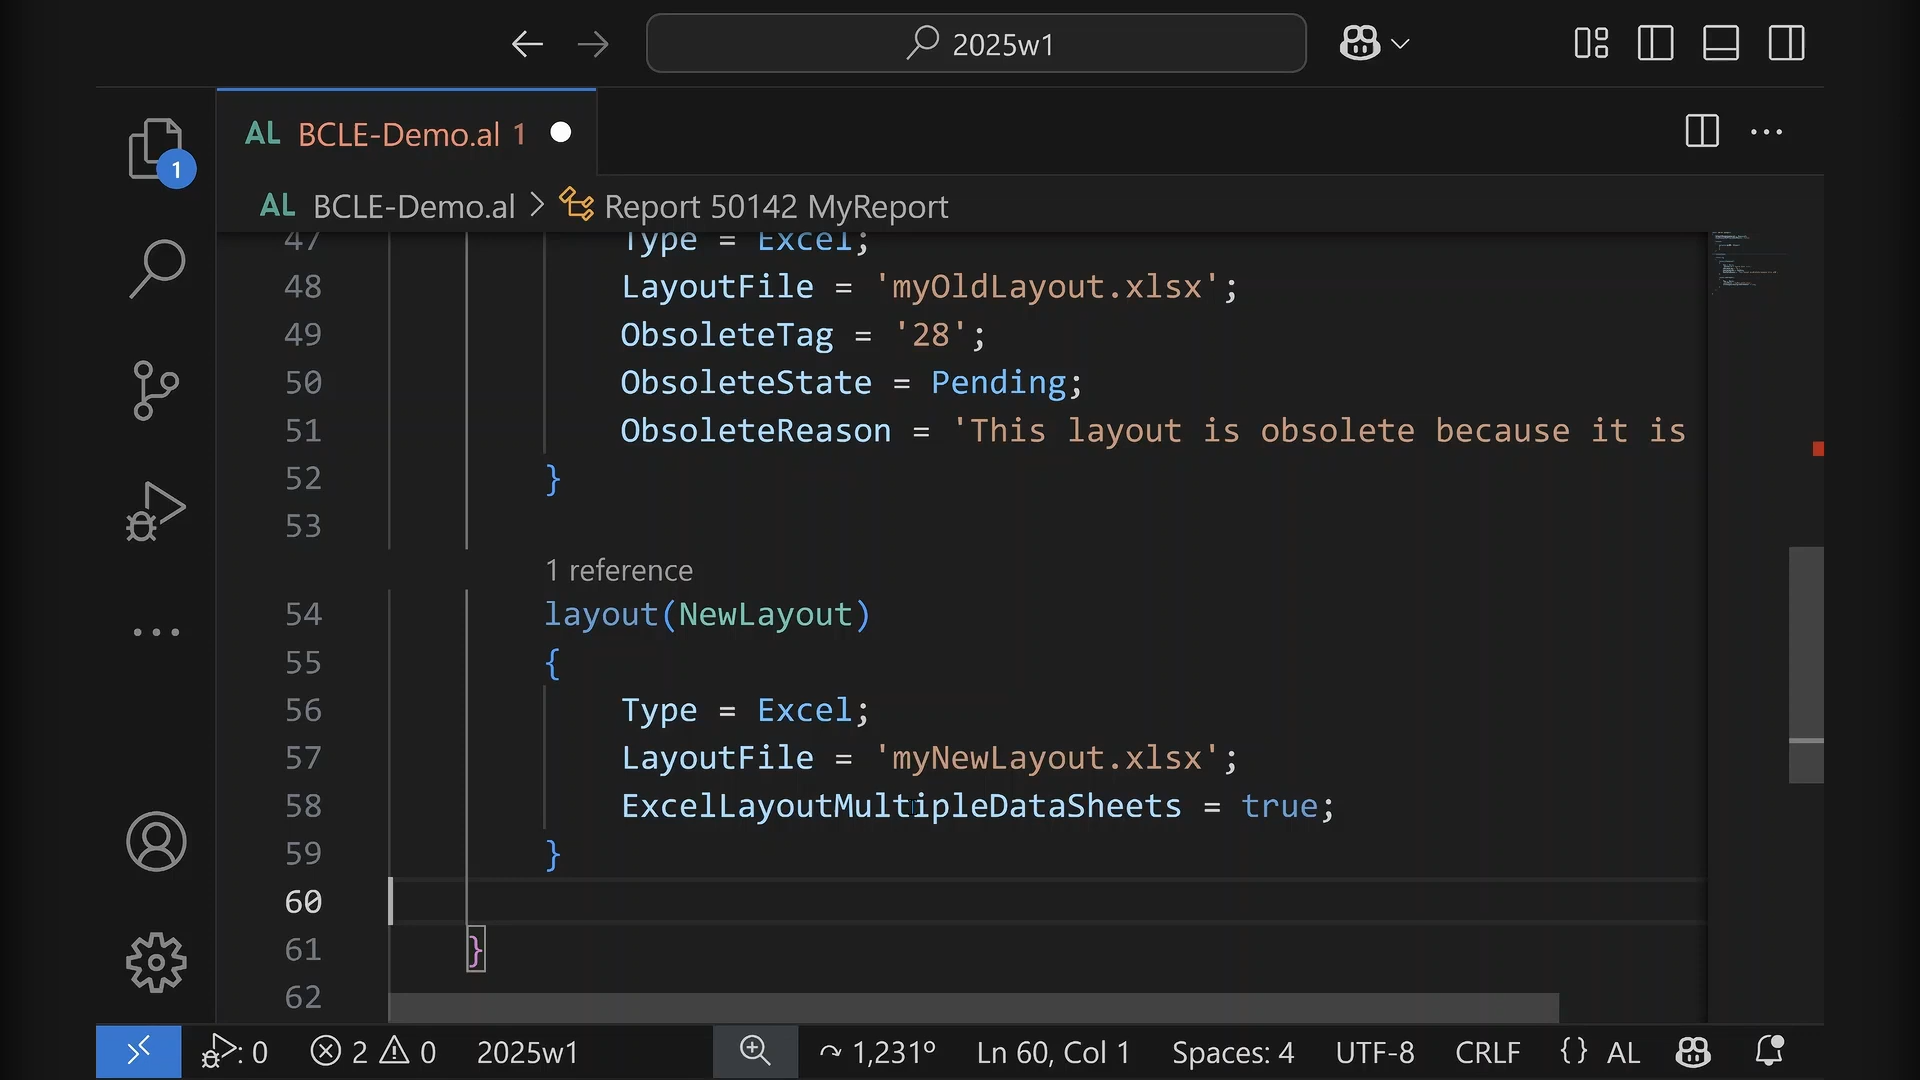 2025w1
AL BCLE-Demo.al 1
1
AL BCLE-Demo.al > Report 50142 MyReport
47 Type = Excel;
48 LayoutFile = 'myOldLayout.xlsx';
49 ObsoleteTag = '28';
50 ObsoleteState = Pending;
51 ObsoleteReason = 'This layout is obsolete because it is
52 }
53
1 reference
54 layout(NewLayout)
55 {
56 Type = Excel;
57 LayoutFile = 'myNewLayout.xlsx';
58 ExcelLayoutMultipleDataSheets = true;
59 }
60
61 }
62
: 0 2 0 2025w1 1,231° Ln 60, Col 1 Spaces: 4 UTF-8 CRLF {} AL